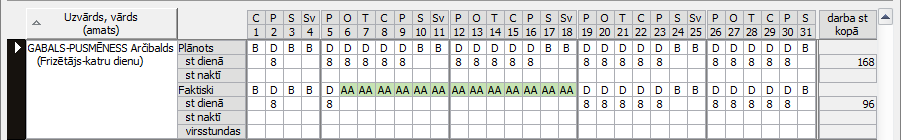 Uzvārds, vārds
(amats)
C P S Sv P O T C P S Sv P O T C P S Sv P O T C P S Sv P O T C P S
1 2 3 4 5 6 7 8 9 10 11 12 13 14 15 16 17 18 19 20 21 22 23 24 25 26 27 28 29 30 31
darba st
kopā
GABALS-PUSMĒNESS Arčibalds
(Frizētājs-katru dienu)
Plānots B D B B D D D D D B B D D D D D B B D D D D D B B D D D D D B
st dienā 8 8 8 8 8 8 8 8 8 8 8 8 8 8 8 8 8 8 8 8 8 168
st naktī
Faktiski B D B B D AA AA AA AA AA AA AA AA AA AA AA AA AA D D D D D B B D D D D D B
st dienā 8 8 8 8 8 8 8 8 8 8 8 8 96
st naktī
virsstundas